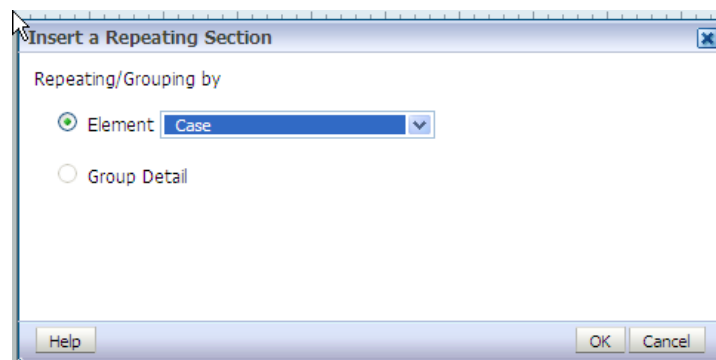 Insert a Repeating Section
Repeating/Grouping by
Element Case
Group Detail
Help OK Cancel